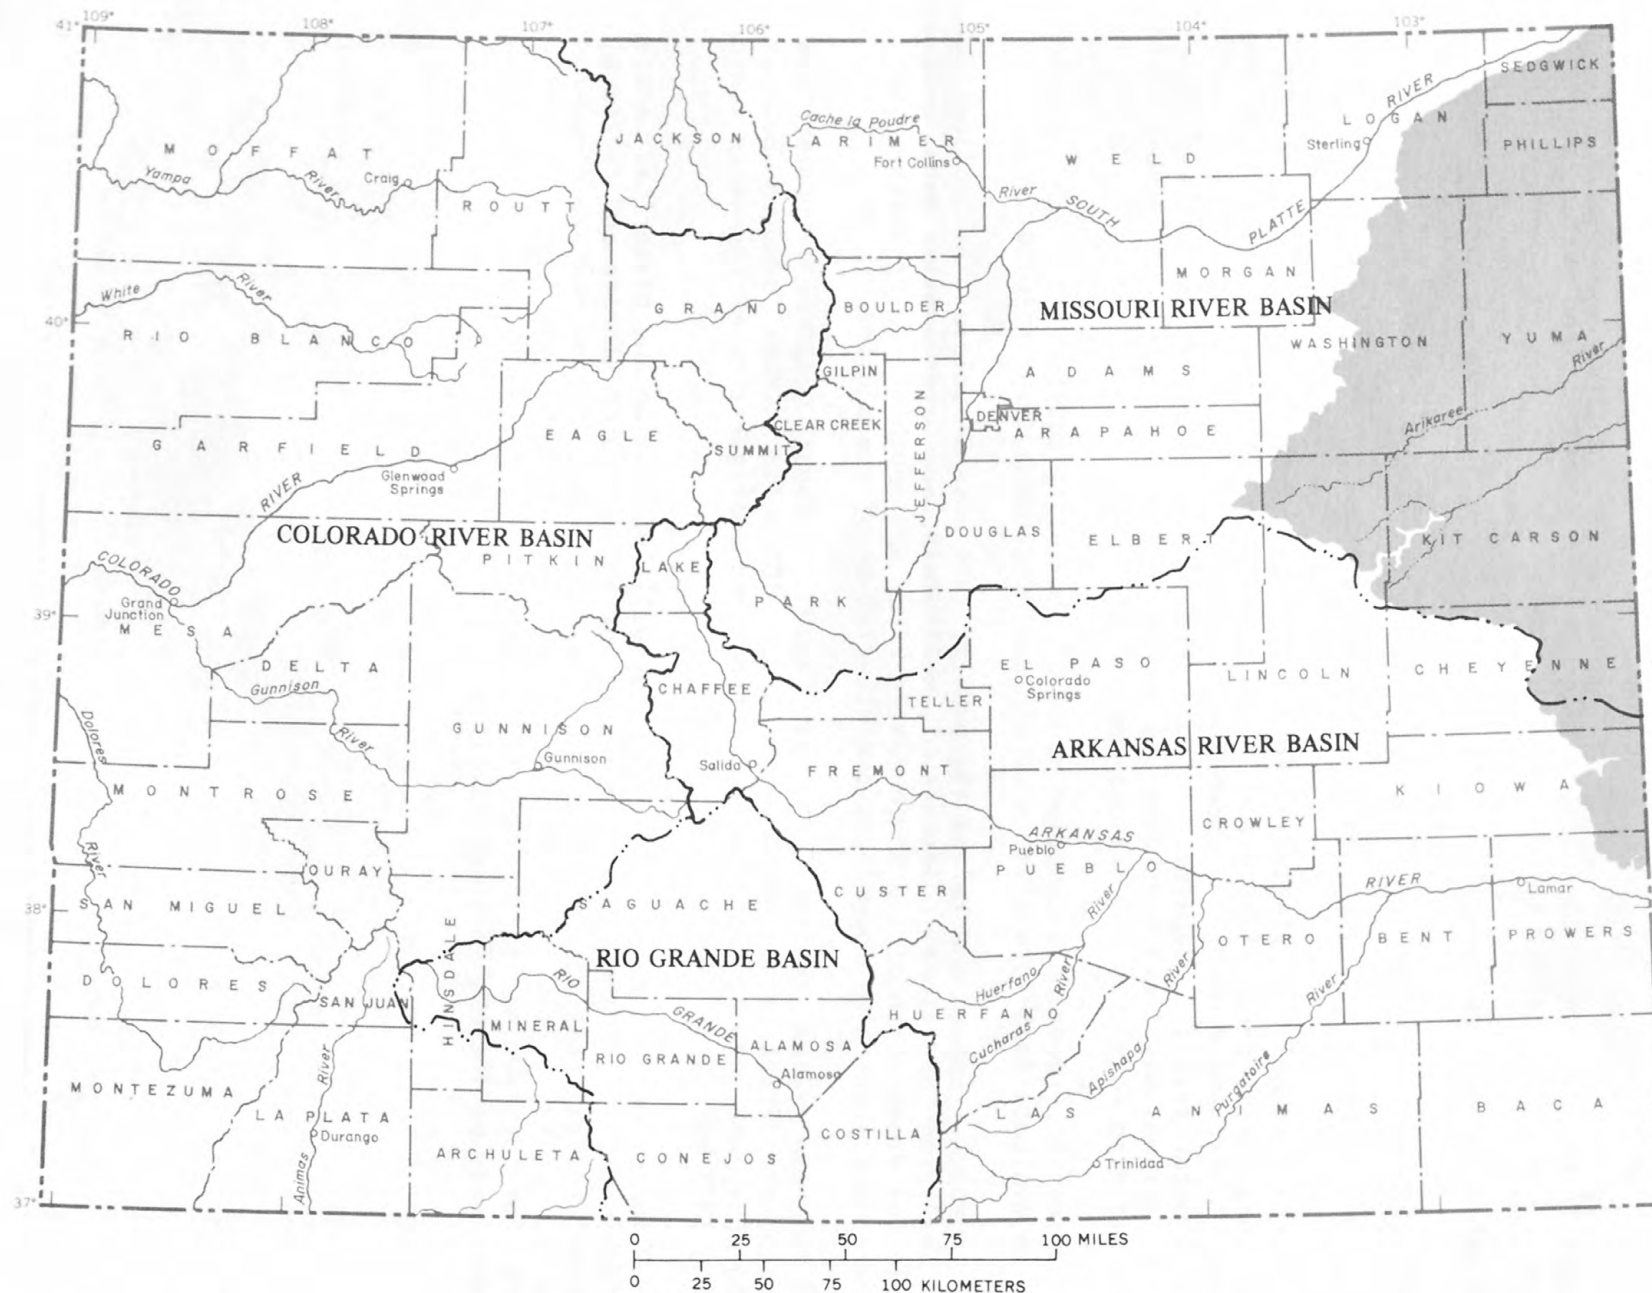 41° 109° 108° 107° 106° 105° 104° 103°
SEDGWICK
RIVER
LOGAN
Sterling
PHILLIPS
MOFFAT
Yampa
River
Craig
ROUTT
JACKSON
Cache la Poudre
LARIMER
Fort Collins
River
WELD
SOUTH
PLATTE
MORGAN
White
River
RIO BLANCO
40°
GRAND
BOULDER
MISSOURI RIVER BASIN
WASHINGTON
YUMA
River
Arikaree
GILPIN
ADAMS
DENVER
ARAPAHOE
CLEAR CREEK
JEFFERSON
GARFIELD
EAGLE
SUMMIT
Glenwood
Springs
RIVER
COLORADO RIVER BASIN
PITKIN
LAKE
DOUGLAS
ELBERT
KIT CARSON
COLORADO
Grand
Junction
39°
MESA
PARK
DELTA
Gunnison
River
EL PASO
Colorado
Springs
LINCOLN
CHEYENNE
CHAFFEE
TELLER
Dolores
River
GUNNISON
Gunnison
Salida
FREMONT
ARKANSAS RIVER BASIN
MONTROSE
KIOWA
CROWLEY
ARKANSAS
Pueblo
PUEBLO
RIVER
Lamar
OURAY
SAN MIGUEL
38°
SAGUACHE
CUSTER
River
OTERO
BENT
PROWERS
HINSDALE
RIO GRANDE BASIN
DOLORES
SAN JUAN
RIO
GRANDE
Huerfano
River
River
River
HUERFANO
MINERAL
RIO GRANDE
ALAMOSA
Alamosa
Cucharas
Apishapa
Purgatoire
MONTEZUMA
LA PLATA
Durango
River
Animas
ARCHULETA
CONEJOS
COSTILLA
LAS ANIMAS
Trinidad
BACA
37°
0 25 50 75 100 MILES
0 25 50 75 100 KILOMETERS